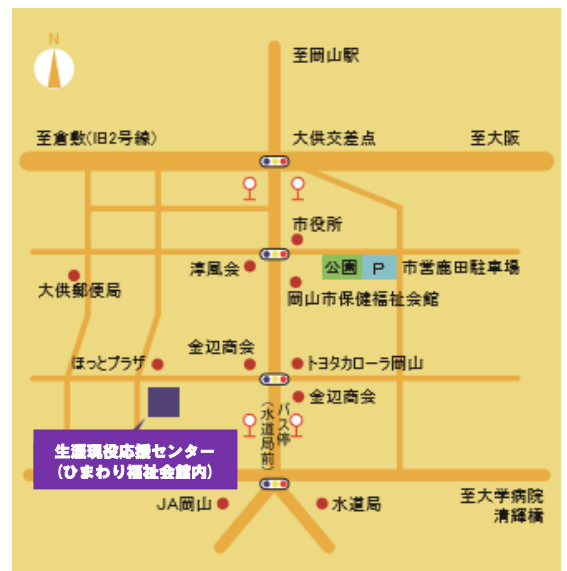 N
至岡山駅
至倉敷(旧2号線)
大供交差点
至大阪
市役所
淳風会
公園
P
市営鹿田駐車場
大供郵便局
岡山市保健福祉会館
金辺商会
ほっとプラザ
トヨタカローラ岡山
金辺商会
バス停
(水道局前)
生涯現役応援センター
(ひまわり福祉会館内)
JA岡山
水道局
至大学病院
清輝橋